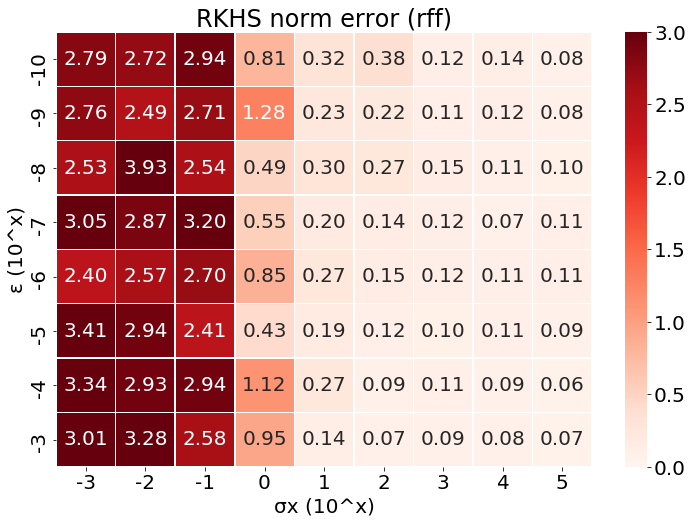 RKHS norm error (rff)
-10 2.79 2.72 2.94 0.81 0.32 0.38 0.12 0.14 0.08
-9 2.76 2.49 2.71 1.28 0.23 0.22 0.11 0.12 0.08
-8 2.53 3.93 2.54 0.49 0.30 0.27 0.15 0.11 0.10
-7 3.05 2.87 3.20 0.55 0.20 0.14 0.12 0.07 0.11
-6 2.40 2.57 2.70 0.85 0.27 0.15 0.12 0.11 0.11
-5 3.41 2.94 2.41 0.43 0.19 0.12 0.10 0.11 0.09
-4 3.34 2.93 2.94 1.12 0.27 0.09 0.11 0.09 0.06
-3 3.01 3.28 2.58 0.95 0.14 0.07 0.09 0.08 0.07
-3 -2 -1 0 1 2 3 4 5
σx (10^x)
ε (10^x)
3.0
2.5
2.0
1.5
1.0
0.5
0.0